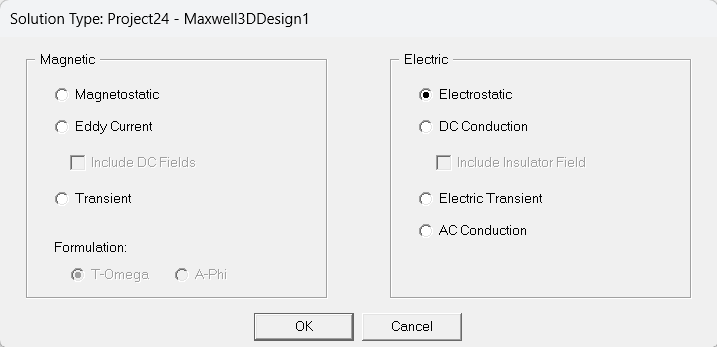 Solution Type: Project24 - Maxwell3DDesign1
Magnetic
Magnetostatic
Eddy Current
Include DC Fields
Transient
Formulation:
T-Omega
A-Phi
Electric
Electrostatic
DC Conduction
Include Insulator Field
Electric Transient
AC Conduction
OK
Cancel